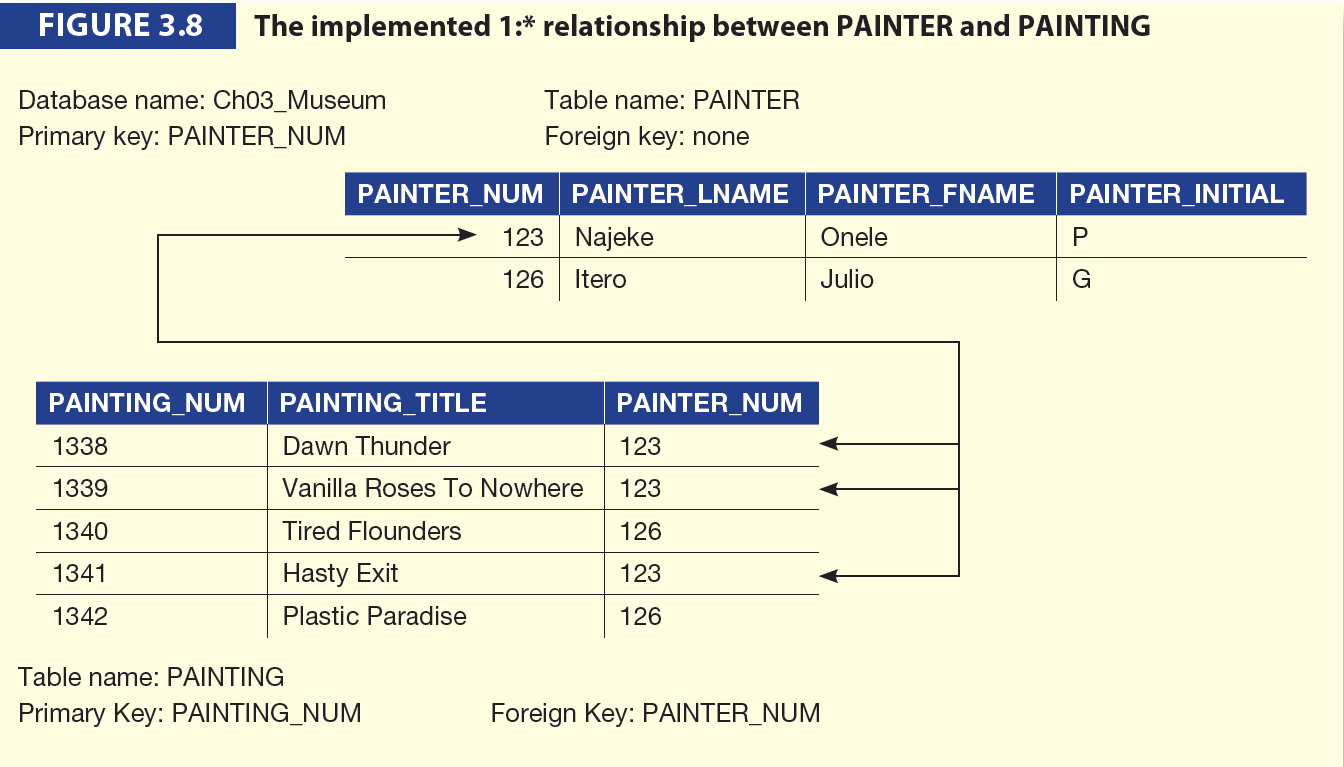 FIGURE 3.8 The implemented 1:* relationship between PAINTER and PAINTING
Database name: Ch03_Museum Table name: PAINTER
Primary key: PAINTER_NUM Foreign key: none
PAINTER_NUM PAINTER_LNAME PAINTER_FNAME PAINTER_INITIAL
123 Najeke Onele P
126 Itero Julio G
PAINTING_NUM PAINTING_TITLE PAINTER_NUM
1338 Dawn Thunder 123
1339 Vanilla Roses To Nowhere 123
1340 Tired Flounders 126
1341 Hasty Exit 123
1342 Plastic Paradise 126
Table name: PAINTING
Primary Key: PAINTING_NUM Foreign Key: PAINTER_NUM